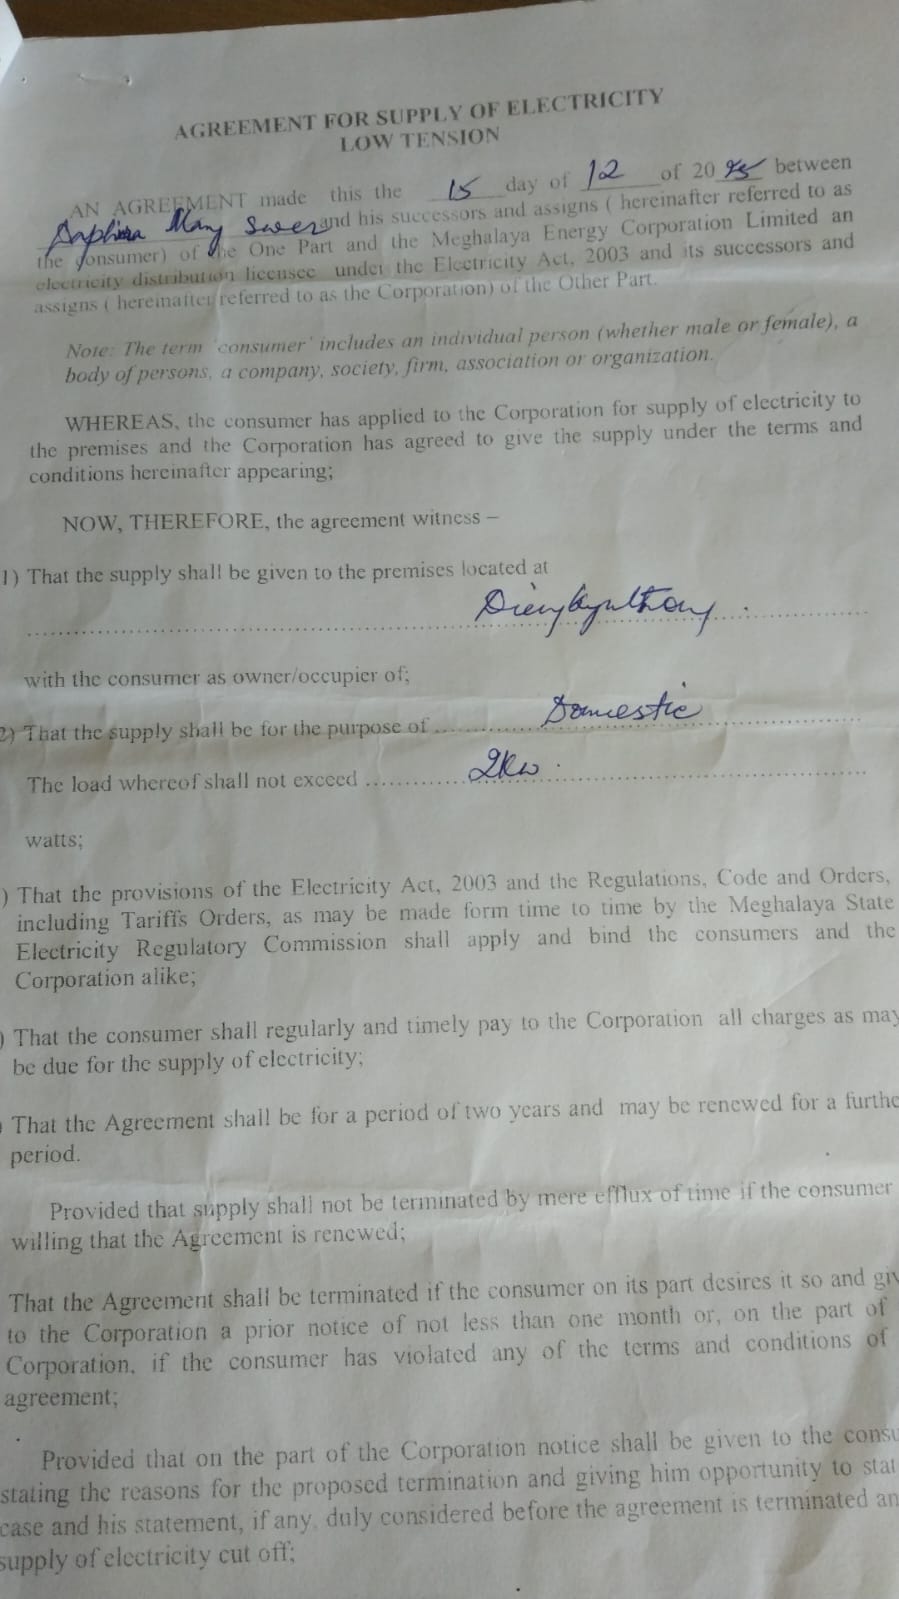 AGREEMENT FOR SUPPLY OF ELECTRICITY
LOW TENSION
AN AGREEMENT made this the 15 day of 12 of 20 between
Mary Swer and his successors and assigns ( hereinafter referred to as
the consumer) of the One Part and the Meghalaya Energy Corporation Limited an
electricity distribution licensee under the Electricity Act, 2003 and its successors and
assigns ( hereinafter referred to as the Corporation) of the Other Part.
Note: The term 'consumer' includes an individual person (whether male or female), a
body of persons, a company, society, firm, association or organization.
WHEREAS, the consumer has applied to the Corporation for supply of electricity to
the premises and the Corporation has agreed to give the supply under the terms and
conditions hereinafter appearing;
NOW, THEREFORE, the agreement witness –
1) That the supply shall be given to the premises located at
with the consumer as owner/occupier of;
2) That the supply shall be for the purpose of Domestic
The load whereof shall not exceed 2kw
watts;
) That the provisions of the Electricity Act, 2003 and the Regulations, Code and Orders,
including Tariffs Orders, as may be made form time to time by the Meghalaya State
Electricity Regulatory Commission shall apply and bind the consumers and the
Corporation alike;
) That the consumer shall regularly and timely pay to the Corporation all charges as may
be due for the supply of electricity;
) That the Agreement shall be for a period of two years and may be renewed for a furthe
period.
Provided that supply shall not be terminated by mere efflux of time if the consumer
willing that the Agreement is renewed;
That the Agreement shall be terminated if the consumer on its part desires it so and giv
to the Corporation a prior notice of not less than one month or, on the part of
Corporation, if the consumer has violated any of the terms and conditions of
agreement;
Provided that on the part of the Corporation notice shall be given to the consu
stating the reasons for the proposed termination and giving him opportunity to stat
case and his statement, if any, duly considered before the agreement is terminated an
supply of electricity cut off;